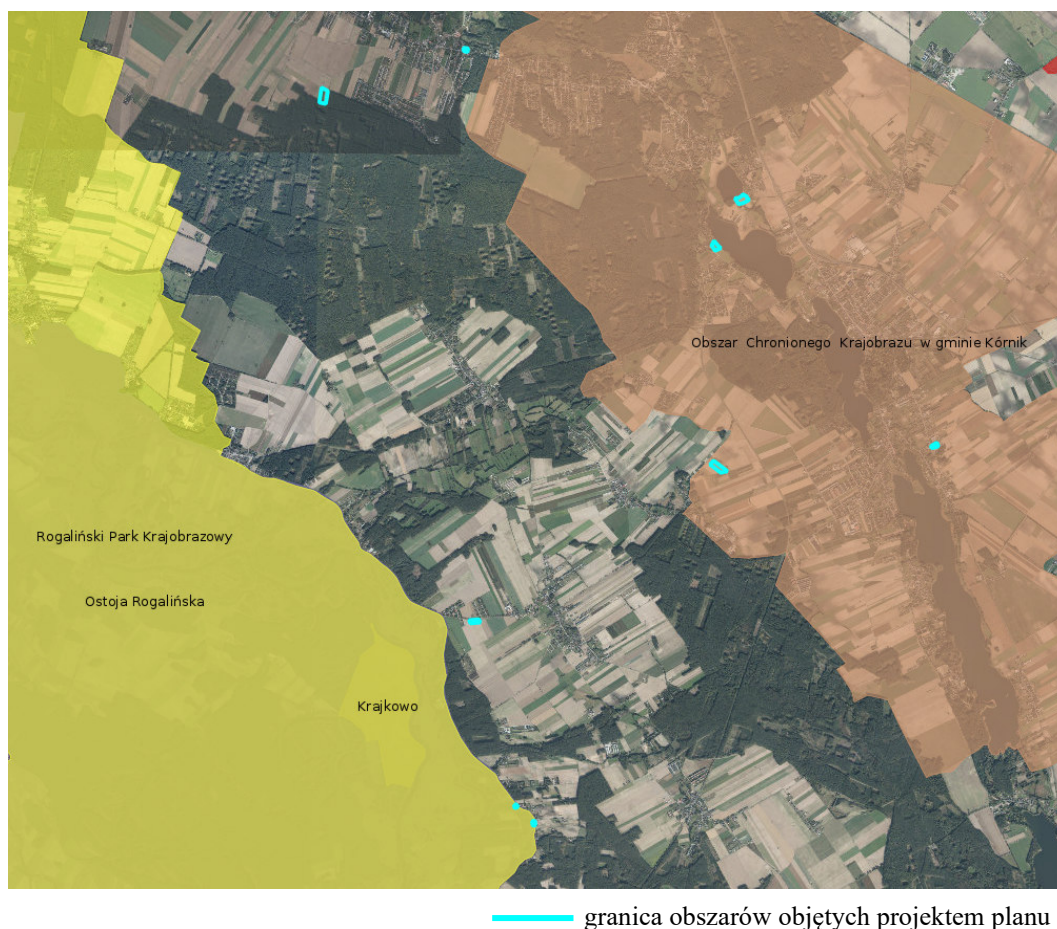 Obszar Chronionego Krajobrazu w gminie Kórnik
Rogaliński Park Krajobrazowy
Ostoja Rogalińska
Krajkowo
granica obszarów objętych projektem planu